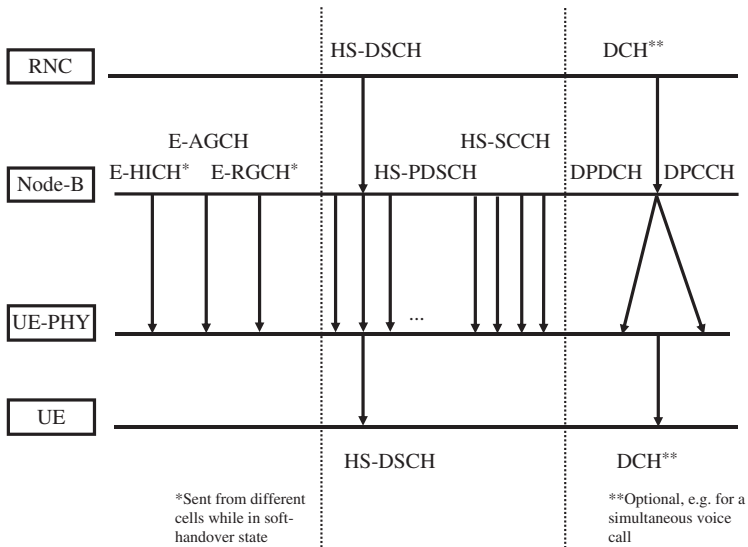 HS-DSCH
DCH**
RNC
E-AGCH
HS-SCCH
E-HICH*
E-RGCH*
HS-PDSCH
DPDCH
DPCCH
Node-B
UE-PHY
...
UE
HS-DSCH
DCH**
*Sent from different
cells while in soft-
handover state
**Optional, e.g. for a
simultaneous voice
call